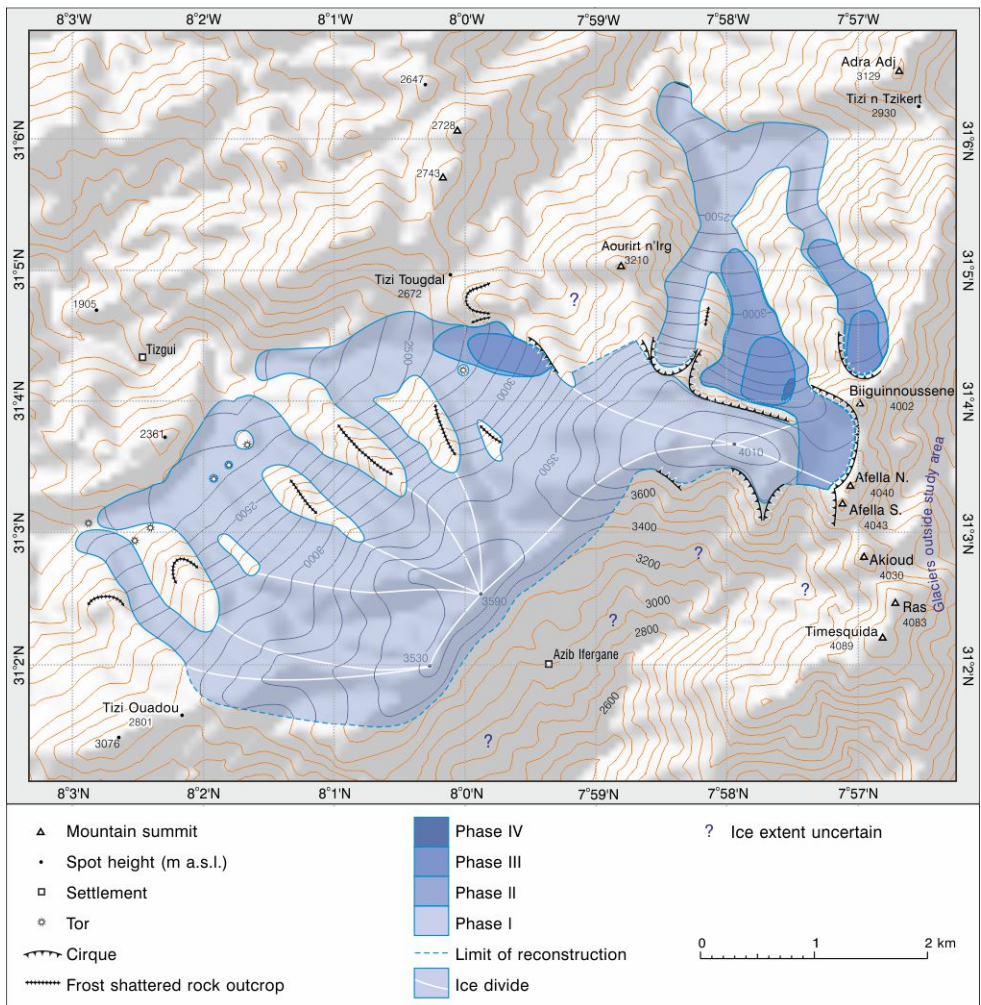 8°3'W 8°2'N 8°1'N 8°0'N 7°59'N 7°58'N 7°57'N
Adra Adj
3129
2647
Tizi n Tzikert
2930
2728
31°6'N 31°6'N
2743
2500
Aourirt n'Irg
3210
31°5'N 31°5'N
Tizi Tougdal
2672
?
1905
3000
Tizgui
2500
31°4'N 31°4'N
3000
Biiguinnoussene
4002
2361
4010
3500
3600
Afella N.
4040
2500
Afella S.
4043
3400
31°3'N 31°3'N
3000
3200
?
Akioud
4030
Glaciers outside study area
3590
3000
?
Ras
4083
?
2800
Timesquida
4089
3530
Azib Ifergane
31°2'N 31°2'N
2600
Tizi Ouadou
2801
3076
?
8°3'W 8°2'N 8°1'N 8°0'N 7°59'N 7°58'N 7°57'N
Mountain summit
Spot height (m a.s.l.)
Settlement
Tor
Cirque
Frost shattered rock outcrop
Phase IV
Phase III
Phase II
Phase I
Limit of reconstruction
Ice divide
? Ice extent uncertain
0 1 2 km